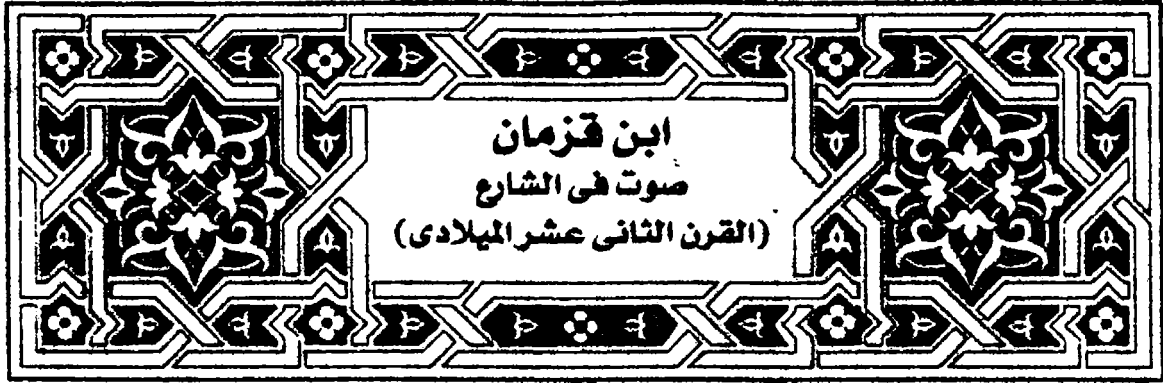 ابن قزمان
صوت فى الشارع
(القرن الثانى عشر الميلادى)